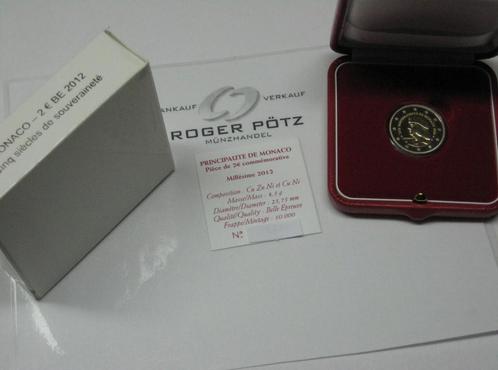 MONACO – 2 € BE 2012
Cinq siècles de souveraineté
ANKAUF
VERKAUF
ROGER PÖTZ
MÜNZHANDEL
PRINCIPAUTE DE MONACO
Pièce de 2€ commémorative
Millésime 2012
Composition : Cu Zn Ni et Cu Ni
Masse/Mass : 8,5 g
Diamètre/Diameter : 25,75 mm
Qualité/Quality : Belle Epreuve
Frappe/Mintage : 10.000
N°